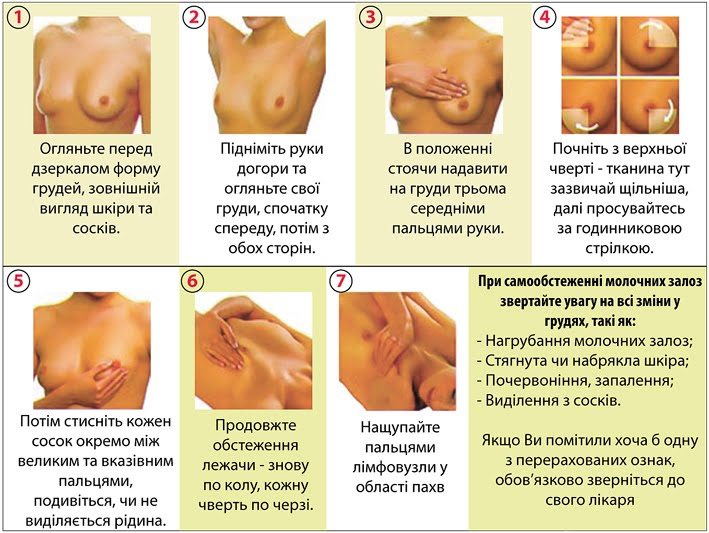 1
Огляньте перед
дзеркалом форму
грудей, зовнішній
вигляд шкіри та
сосків.
2
Підніміть руки
догори та
огляньте свої
груди, спочатку
спереду, потім з
обох сторін.
3
В положенні
стоячи надавити
на груди трьома
середніми
пальцями руки.
4
Почніть з верхньої
чверті - тканина тут
зазвичай щільніша,
далі просувайтесь
за годинниковою
стрілкою.
5
Потім стисніть кожен
сосок окремо між
великим та вказівним
пальцями,
подивіться, чи не
виділяється рідина.
6
Продовжте
обстеження
лежачи - знову
по колу, кожну
чверть по черзі.
7
Нащупайте
пальцями
лімфовузли у
області пахв
При самообстеженні молочних залоз
звертайте увагу на всі зміни у
грудях, такі як:
- Нагрубання молочних залоз;
- Стягнута чи набрякла шкіра;
- Почервоніння, запалення;
- Виділення з сосків.
Якщо Ви помітили хоча б одну
з перерахованих ознак,
обов’язково зверніться до
свого лікаря